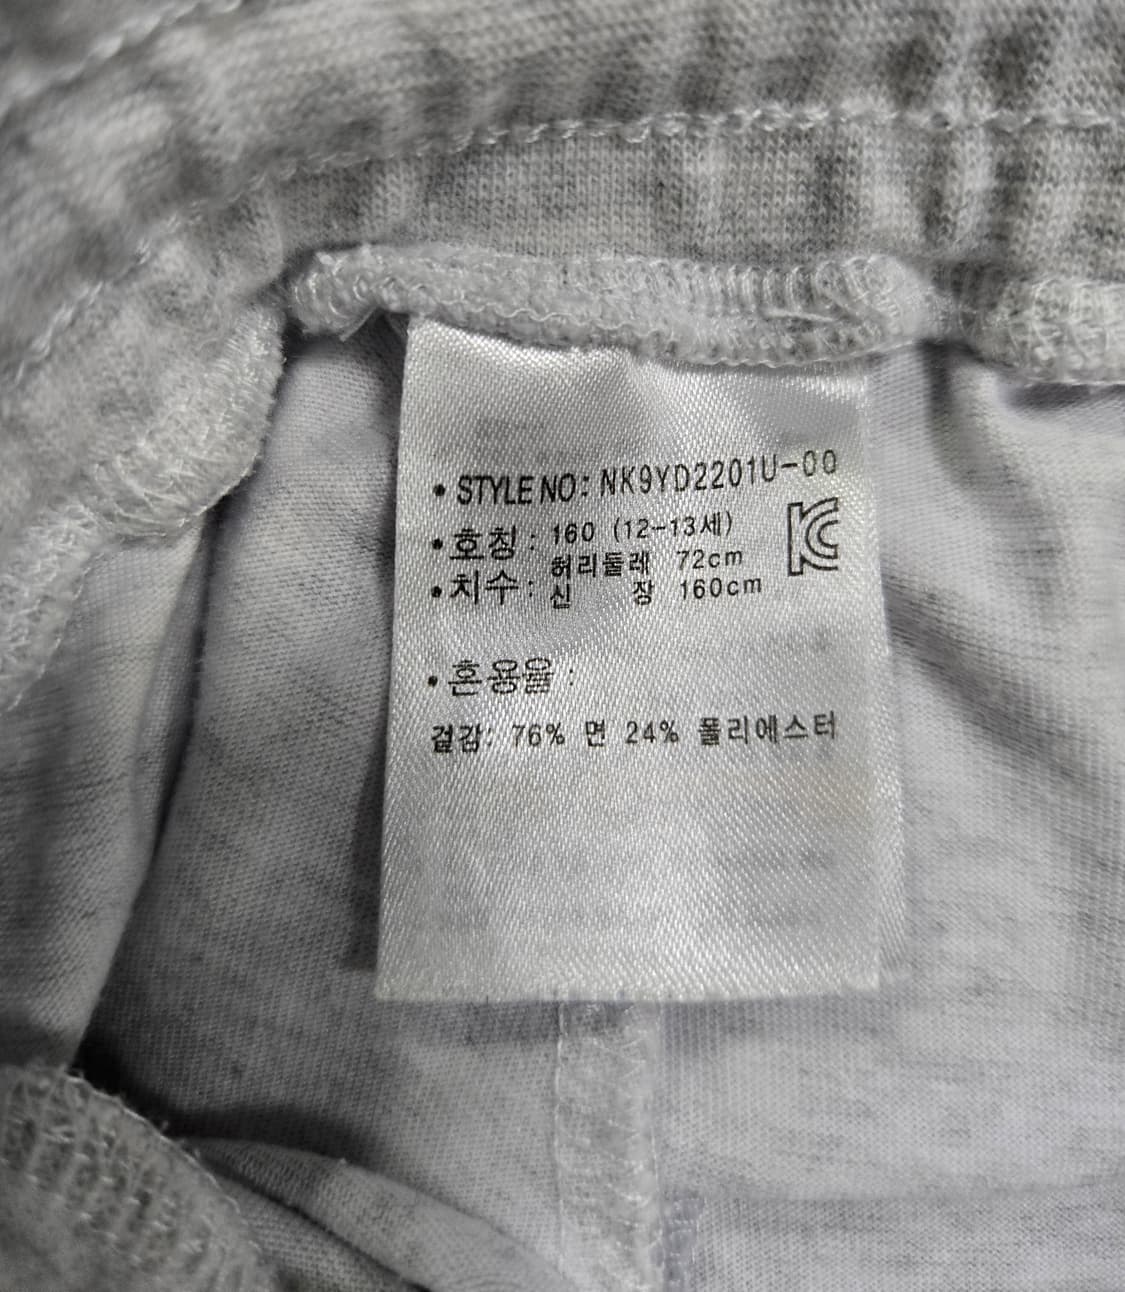 • STYLE NO: NK9YD2201U-00
• 호칭 : 160 (12-13세)
• 치수 : 허리둘레 72cm
신 장 160cm
KC
• 혼용율 :
겉감: 76% 면 24% 폴리에스터